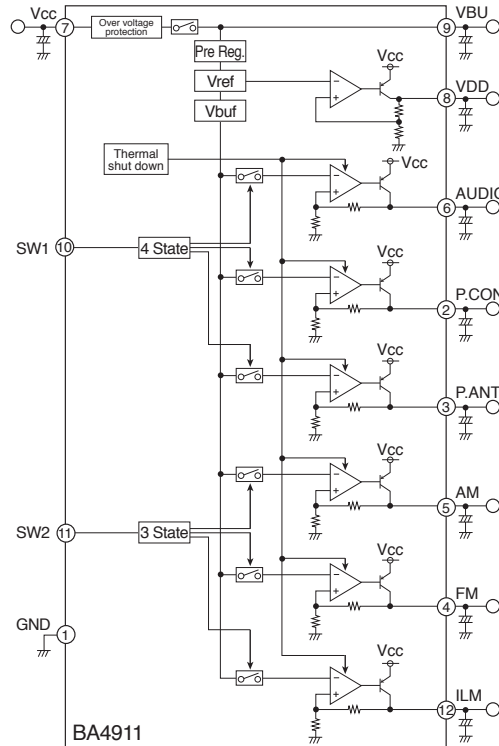 Vcc
7
Over voltage
protection
9
VBU
Pre Reg.
Vcc
Vref
8
VDD
Vbuf
Thermal
shut down
Vcc
6
AUDIO
SW1
10
4 State
Vcc
2
P.CON
Vcc
3
P.ANT
Vcc
5
AM
SW2
11
3 State
Vcc
4
FM
GND
1
Vcc
12
ILM
BA4911